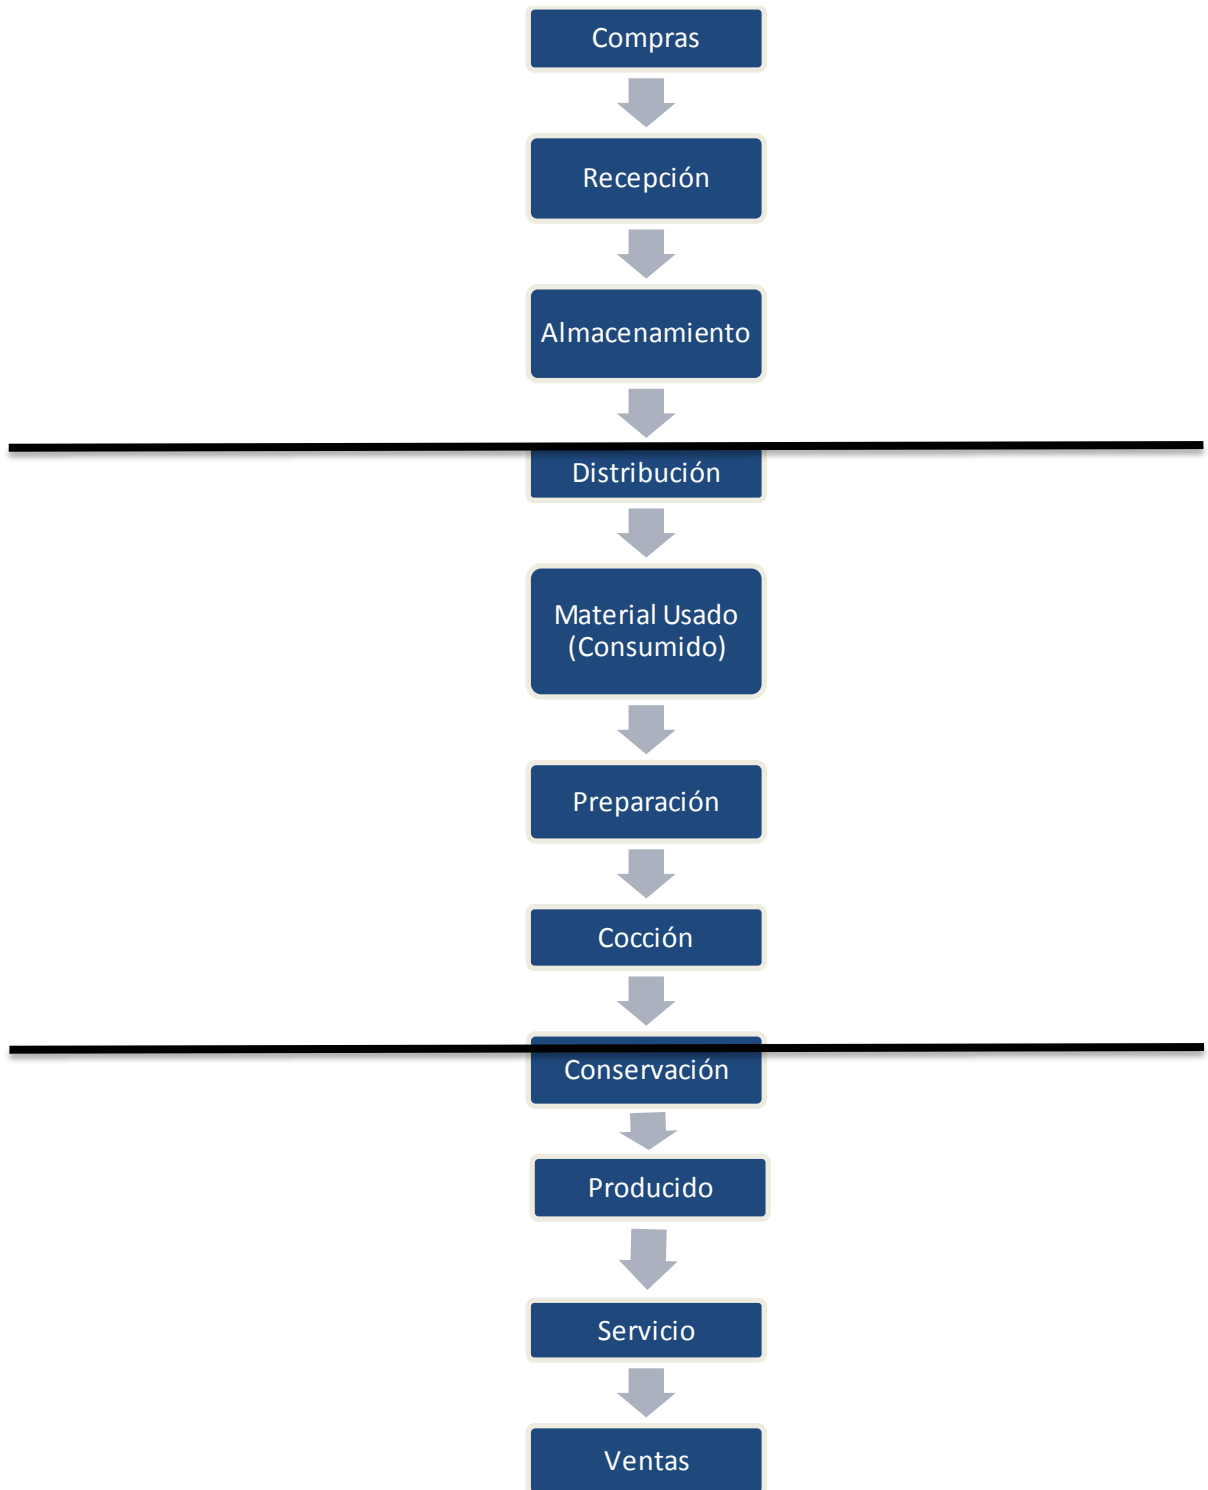 Compras
Recepción
Almacenamiento
Distribución
Material Usado
(Consumido)
Preparación
Cocción
Conservación
Producido
Servicio
Ventas